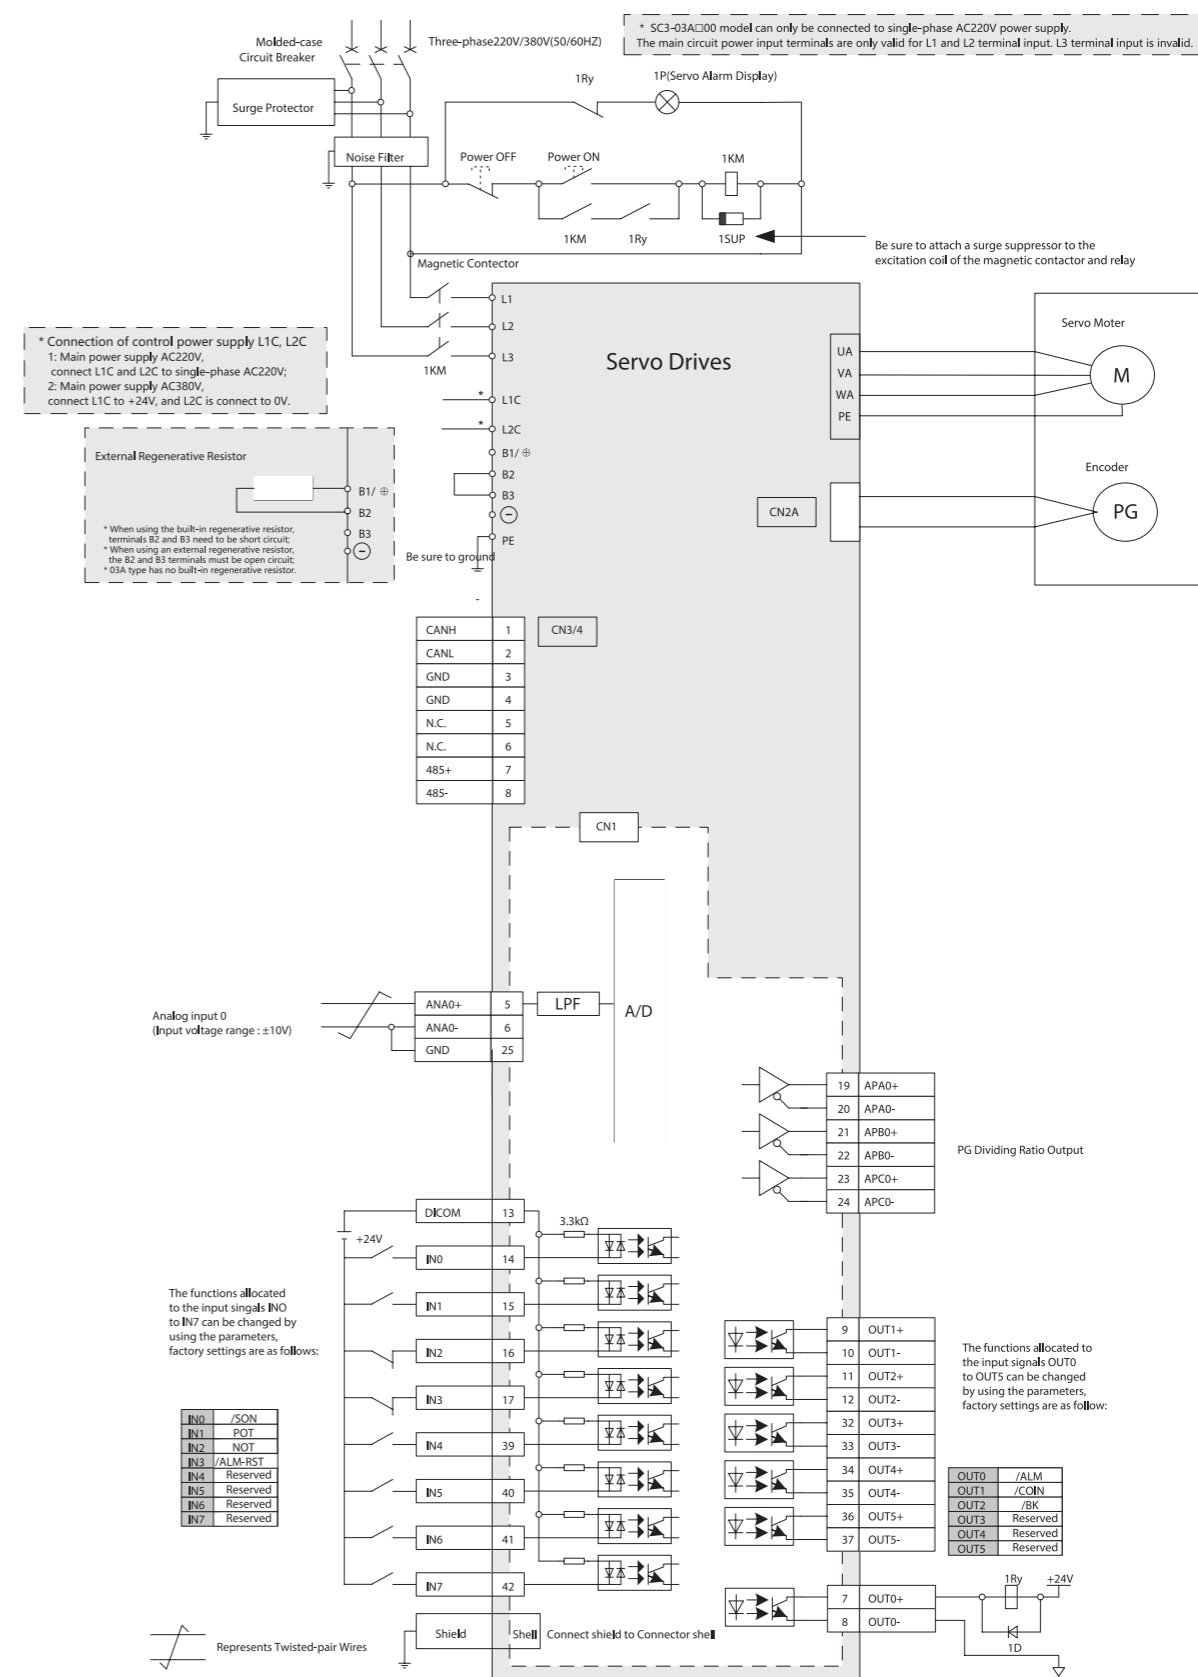 Molded-case
Circuit Breaker
Three-phase220V/380V(50/60HZ)
* SC3-03A□00 model can only be connected to single-phase AC220V power supply.
The main circuit power input terminals are only valid for L1 and L2 terminal input. L3 terminal input is invalid.
Surge Protector
1Ry
1P(Servo Alarm Display)
Noise Filter
Power OFF
Power ON
1KM
1KM
1Ry
1SUP
Be sure to attach a surge suppressor to the
excitation coil of the magnetic contactor and relay
Magnetic Contector
1KM
* Connection of control power supply L1C, L2C
1: Main power supply AC220V,
connect L1C and L2C to single-phase AC220V;
2: Main power supply AC380V,
connect L1C to +24V, and L2C is connect to 0V.
L1
L2
L3
*
L1C
*
L2C
B1/ ⊕
B2
B3
⊖
PE
Be sure to ground
Servo Drives
UA
VA
WA
PE
Servo Moter
M
Encoder
PG
CN2A
External Regenerative Resistor
B1/ ⊕
B2
B3
⊖
* When using the built-in regenerative resistor,
terminals B2 and B3 need to be short circuit;
* When using an external regenerative resistor,
the B2 and B3 terminals must be open circuit;
* 03A type has no built-in regenerative resistor.
-
CANH 1
CANL 2
GND 3
GND 4
N.C. 5
N.C. 6
485+ 7
485- 8
CN3/4
CN1
Analog input 0
(Input voltage range : ±10V)
ANA0+ 5
ANA0- 6
GND 25
LPF
A/D
19 APA0+
20 APA0-
21 APB0+
22 APB0-
23 APC0+
24 APC0-
PG Dividing Ratio Output
DICOM 13
+24V
3.3kΩ
IN0 14
IN1 15
IN2 16
IN3 17
IN4 39
IN5 40
IN6 41
IN7 42
The functions allocated
to the input singals INO
to IN7 can be changed by
using the parameters,
factory settings are as follows:
IN0 /SON
IN1 POT
IN2 NOT
IN3 /ALM-RST
IN4 Reserved
IN5 Reserved
IN6 Reserved
IN7 Reserved
9 OUT1+
10 OUT1-
11 OUT2+
12 OUT2-
32 OUT3+
33 OUT3-
34 OUT4+
35 OUT4-
36 OUT5+
37 OUT5-
The functions allocated to
the input signals OUT0
to OUT5 can be changed
by using the parameters,
factory settings are as follow:
OUT0 /ALM
OUT1 /COIN
OUT2 /BK
OUT3 Reserved
OUT4 Reserved
OUT5 Reserved
7 OUT0+
8 OUT0-
1Ry
+24V
1D
Shield
Shell
Connect shield to Connector shell
Represents Twisted-pair Wires